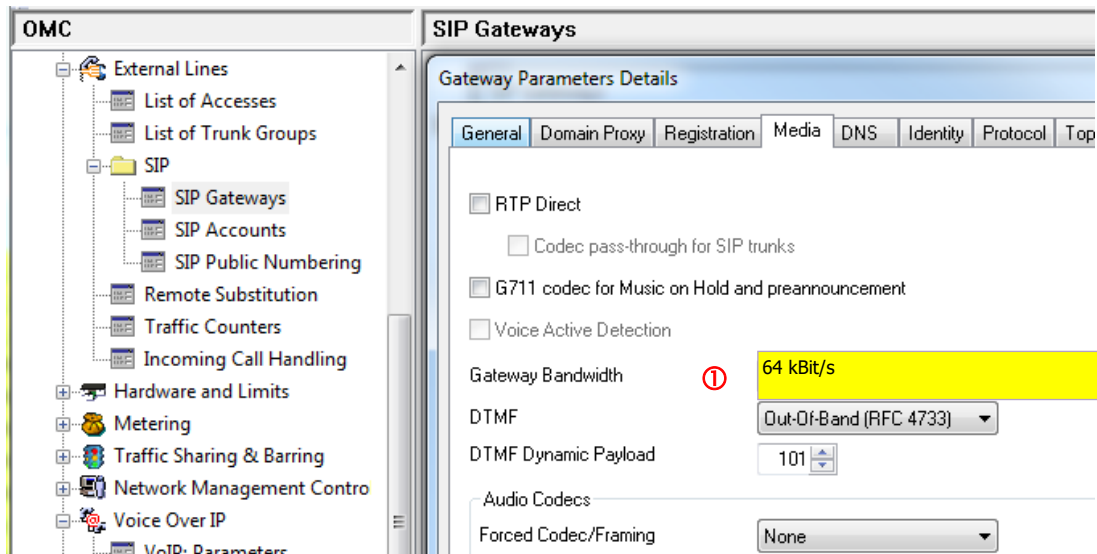 OMC
External Lines
List of Accesses
List of Trunk Groups
SIP
SIP Gateways
SIP Accounts
SIP Public Numbering
Remote Substitution
Traffic Counters
Incoming Call Handling
Hardware and Limits
Metering
Traffic Sharing & Barring
Network Management Contro
Voice Over IP
VoIP: Parameters
SIP Gateways
Gateway Parameters Details
General Domain Proxy Registration Media DNS Identity Protocol Top
RTP Direct
Codec pass-through for SIP trunks
G711 codec for Music on Hold and preannouncement
Voice Active Detection
Gateway Bandwidth ① 64 kBit/s
DTMF Out-Of-Band (RFC 4733)
DTMF Dynamic Payload 101
Audio Codecs
Forced Codec/Framing None